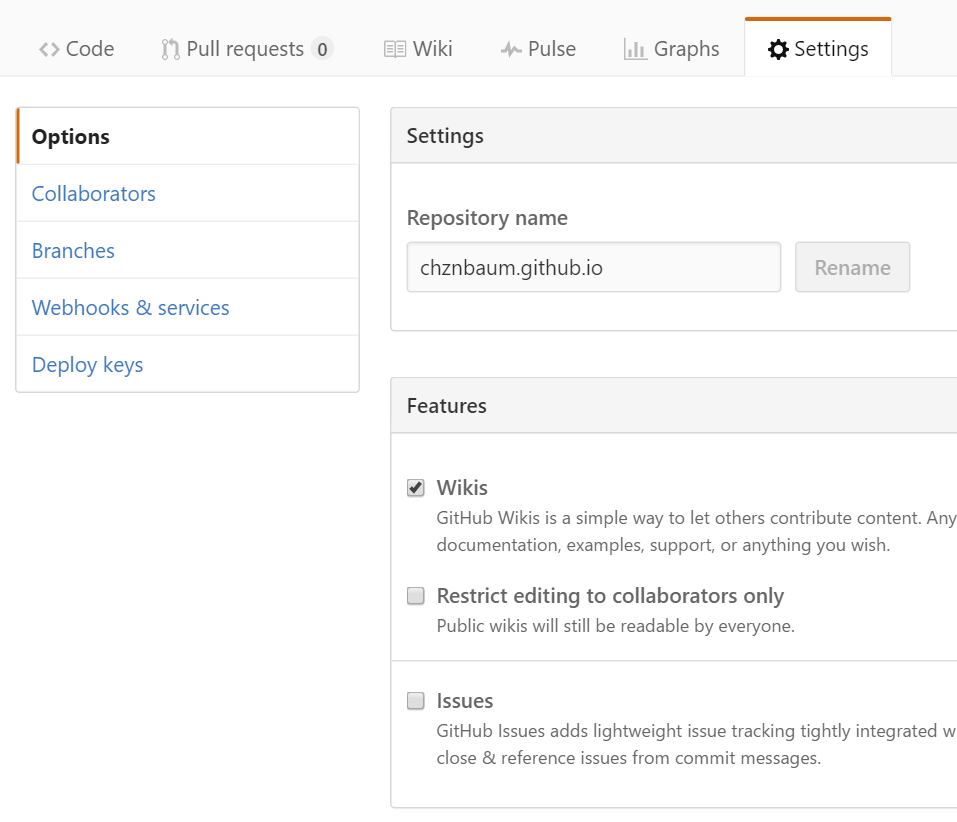 Code Pull requests 0 Wiki Pulse Graphs Settings
Options
Collaborators
Branches
Webhooks & services
Deploy keys
Settings
Repository name
chznbaum.github.io Rename
Features
Wikis
GitHub Wikis is a simple way to let others contribute content. Any
documentation, examples, support, or anything you wish.
Restrict editing to collaborators only
Public wikis will still be readable by everyone.
Issues
GitHub Issues adds lightweight issue tracking tightly integrated w
close & reference issues from commit messages.